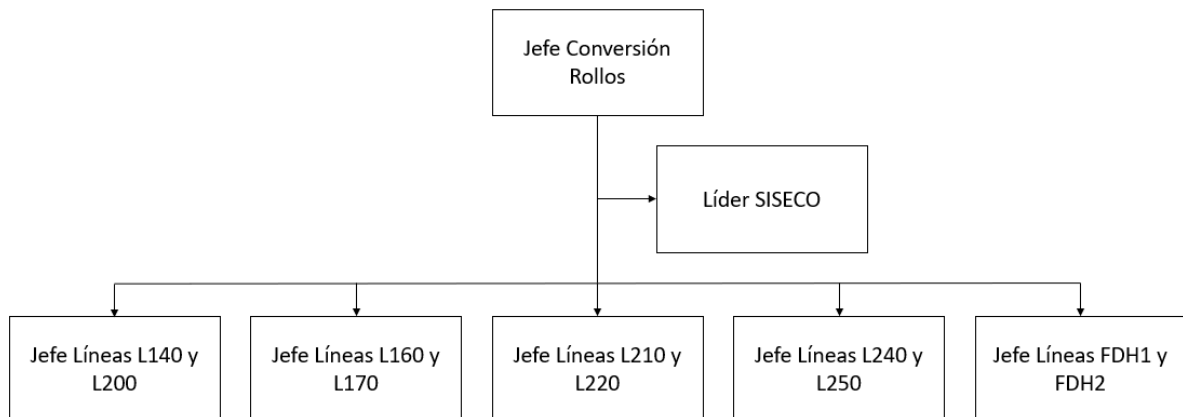 Jefe Conversión
Rollos
Líder SISECO
Jefe Líneas L140 y
L200
Jefe Líneas L160 y
L170
Jefe Líneas L210 y
L220
Jefe Líneas L240 y
L250
Jefe Líneas FDH1 y
FDH2